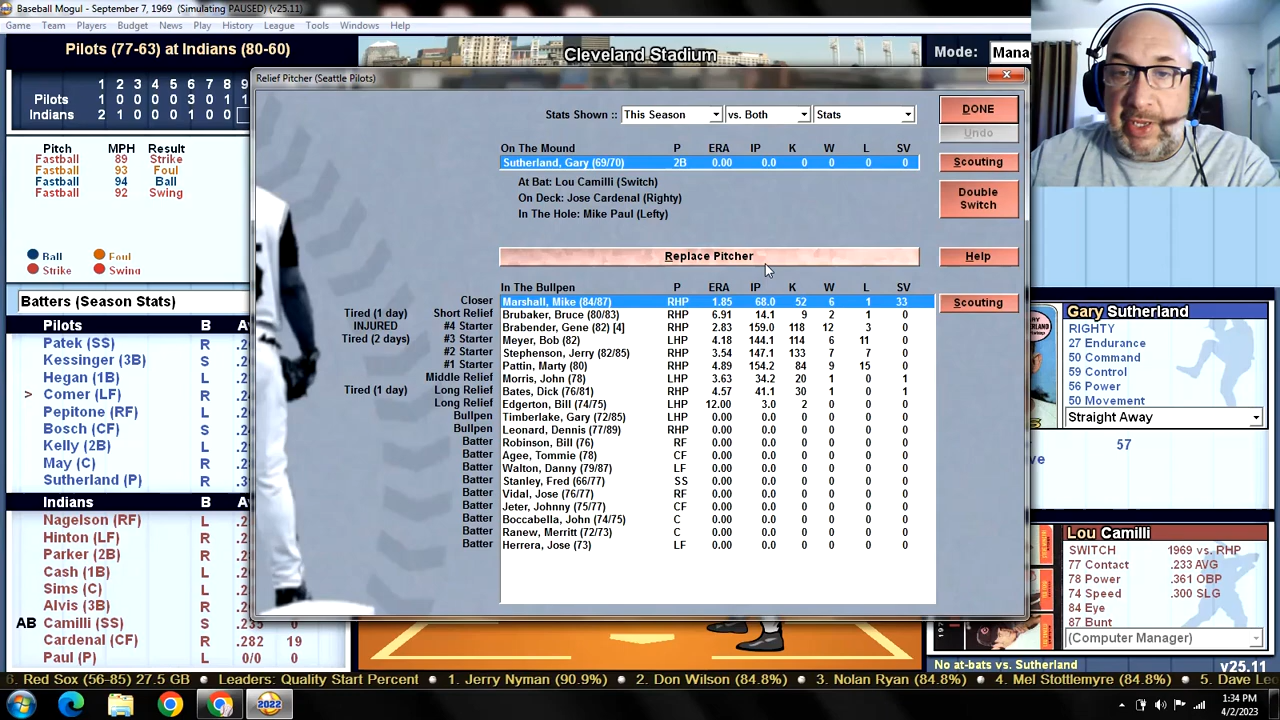 Baseball Mogul - September 7, 1969 (Simulating PAUSED) (v25.11)
Game Team Players Budget News Play History League Tools Windows Help
Pilots (77-63) at Indians (80-60)
Cleveland Stadium
Mode:
1 2 3 4 5 6 7 8 9
Pilots 1 0 0 0 0 3 0 1 1
Indians 2 1 0 0 0 1 0 0
Pitch MPH Result
Fastball 89 Strike
Fastball 93 Foul
Fastball 94 Ball
Fastball 92 Swing
Ball Foul
Strike Swing
Batters (Season Stats)
Pilots B
Patek (SS) R
Kessinger (3B) S
Hegan (1B) L
> Comer (LF) R
Pepitone (RF) L
Bosch (CF) S
Kelly (2B) R
May (C) L
Sutherland (P) R
Indians B
Nagelson (RF) L
Hinton (LF) R
Parker (2B) R
Cash (1B) L
Sims (C) L
Alvis (3B) R
AB Camilli (SS) S .235 0
Cardenal (CF) R .282 19
Paul (P) L 0/0 0
Relief Pitcher (Seattle Pilots)
Stats Shown :: This Season vs. Both Stats
On The Mound P ERA IP K W L SV
Sutherland, Gary (69/70) 2B 0.00 0.0 0 0 0 0
At Bat: Lou Camilli (Switch)
On Deck: Jose Cardenal (Righty)
In The Hole: Mike Paul (Lefty)
Replace Pitcher
In The Bullpen P ERA IP K W L SV
Closer Marshall, Mike (84/87) RHP 1.85 68.0 52 6 1 33
Tired (1 day) Short Relief Brubaker, Bruce (80/83) RHP 6.91 14.1 9 2 1 0
INJURED #4 Starter Brabender, Gene (82) [4] RHP 2.83 159.0 118 12 3 0
Tired (2 days) #3 Starter Meyer, Bob (82) LHP 4.18 144.1 114 6 11 0
#2 Starter Stephenson, Jerry (82/85) RHP 3.54 147.1 133 7 7 0
#1 Starter Pattin, Marty (80) RHP 4.89 154.2 84 9 15 0
Middle Relief Morris, John (78) LHP 3.63 34.2 20 1 0 1
Tired (1 day) Long Relief Bates, Dick (76/81) RHP 4.57 41.1 30 1 0 1
Long Relief Edgerton, Bill (74/75) LHP 12.00 3.0 2 0 0 0
Bullpen Timberlake, Gary (72/85) LHP 0.00 0.0 0 0 0 0
Bullpen Leonard, Dennis (77/89) RHP 0.00 0.0 0 0 0 0
Batter Robinson, Bill (76) RF 0.00 0.0 0 0 0 0
Batter Agee, Tommie (78) CF 0.00 0.0 0 0 0 0
Batter Walton, Danny (79/87) LF 0.00 0.0 0 0 0 0
Batter Stanley, Fred (66/77) SS 0.00 0.0 0 0 0 0
Batter Vidal, Jose (76/77) RF 0.00 0.0 0 0 0 0
Batter Jeter, Johnny (75/77) CF 0.00 0.0 0 0 0 0
Batter Boccabella, John (74/75) C 0.00 0.0 0 0 0 0
Batter Ranew, Merritt (72/73) C 0.00 0.0 0 0 0 0
Batter Herrera, Jose (73) LF 0.00 0.0 0 0 0 0
DONE
Undo
Scouting
Double Switch
Help
Scouting
Gary Sutherland
RIGHTY
27 Endurance
50 Command
59 Control
56 Power
50 Movement
Straight Away
57
Lou Camilli
SWITCH 1969 vs. RHP
77 Contact .233 AVG
78 Power .361 OBP
74 Speed .300 SLG
84 Eye
87 Bunt
(Computer Manager)
No at-bats vs. Sutherland v25.11
6. Red Sox (56-85) 27.5 GB • Leaders: Quality Start Percent • 1. Jerry Nyman (90.9%) • 2. Don Wilson (84.8%) • 3. Nolan Ryan (84.8%) • 4. Mel Stottlemyre (84.8%) • 5. Dave
2022
1:34 PM
4/2/2023